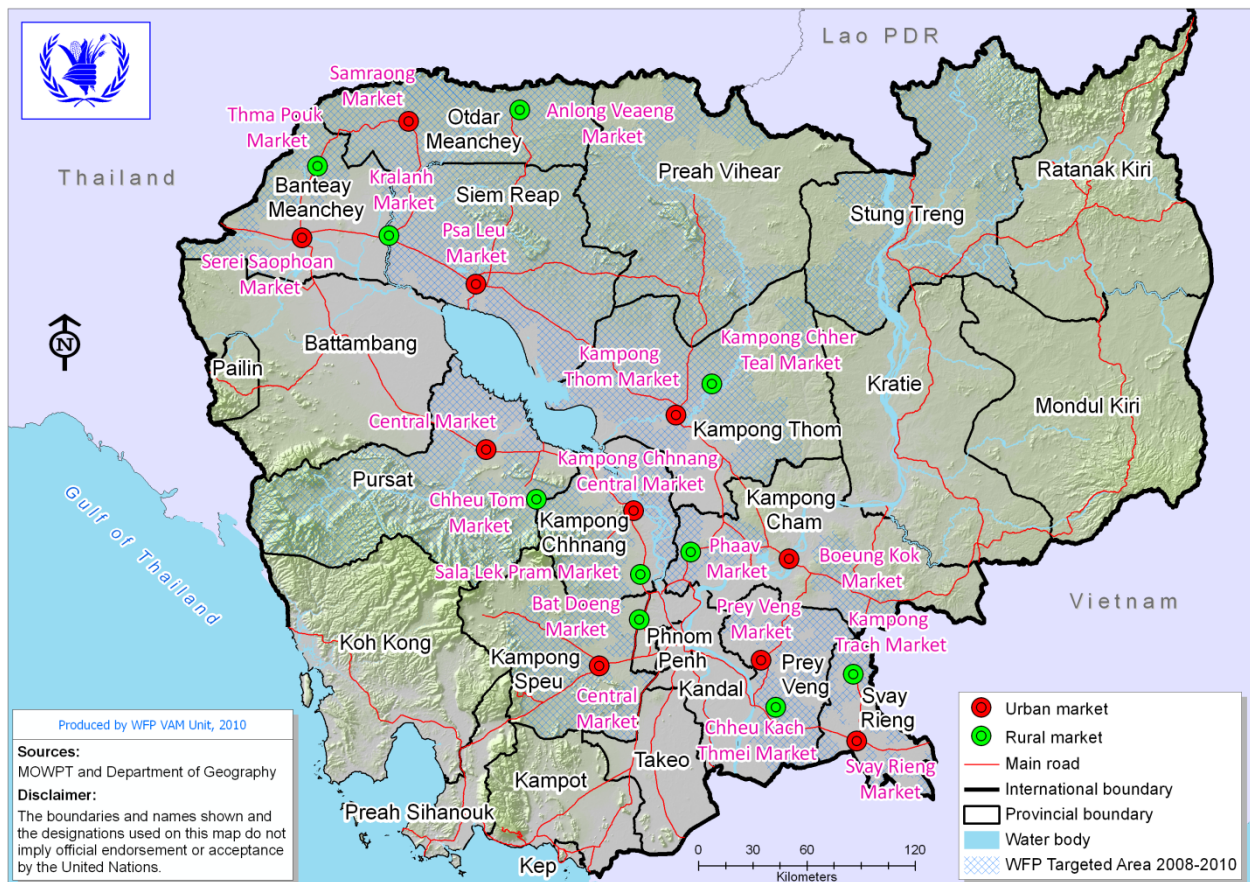 Lao PDR
Samraong
Market
Thma Pouk
Market
Otdar
Meanchey
Anlong Veaeng
Market
Thailand
Banteay
Meanchey
Kralanh
Market
Siem Reap
Preah Vihear
Ratanak Kiri
Stung Treng
Psa Leu
Market
Serei Saophoan
Market
N
Battambang
Pailin
Kampong
Thom Market
Kampong Chher
Teal Market
Kratie
Mondul Kiri
Central Market
Kampong Thom
Pursat
Kampong Chhnang
Central Market
Gulf of Thailand
Chheu Tom
Market
Kampong
Chhnang
Kampong
Cham
Phaav
Market
Boeung Kok
Market
Sala Lek Pram Market
Bat Doeng
Market
Prey Veng
Market
Kampong
Trach Market
Vietnam
Koh Kong
Phnom
Penh
Kampong
Speu
Central
Market
Kandal
Prey
Veng
Svay
Rieng
Chheu Kach
Thmei Market
Takeo
Svay Rieng
Market
Kampot
Preah Sihanouk
Kep
Produced by WFP VAM Unit, 2010
Sources:
MOWPT and Department of Geography
Disclaimer:
The boundaries and names shown and
the designations used on this map do not
imply official endorsement or acceptance
by the United Nations.
0 30 60 120
Kilometers
Urban market
Rural market
Main road
International boundary
Provincial boundary
Water body
WFP Targeted Area 2008-2010